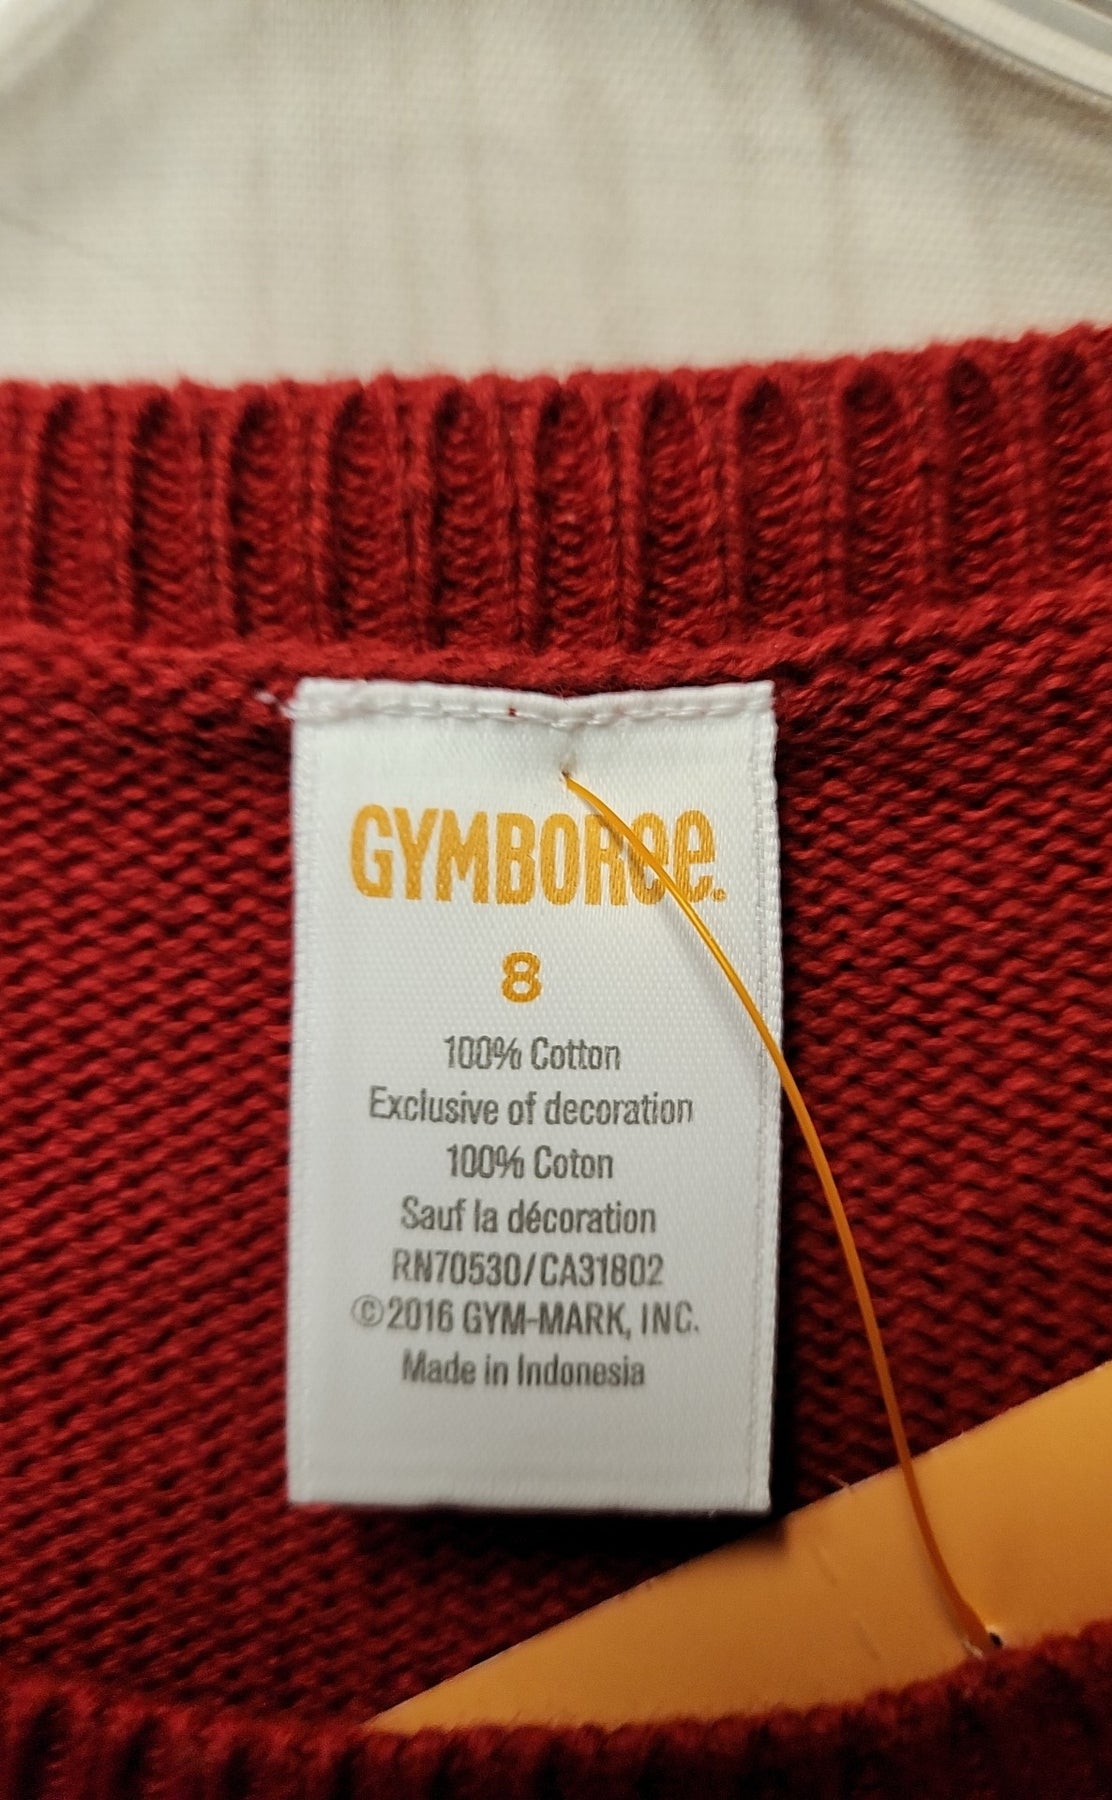 GYMBOREE.
8
100% Cotton
Exclusive of decoration
100% Coton
Sauf la décoration
RN70530/CA31802
©2016 GYM-MARK, INC.
Made in Indonesia